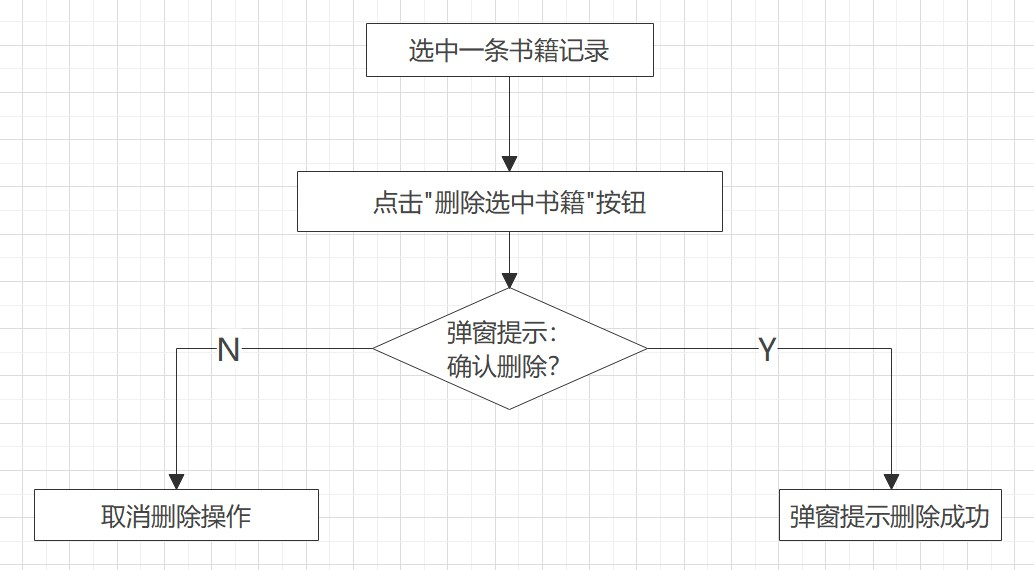 选中一条书籍记录
点击"删除选中书籍"按钮
弹窗提示：
确认删除？
N
Y
取消删除操作
弹窗提示删除成功